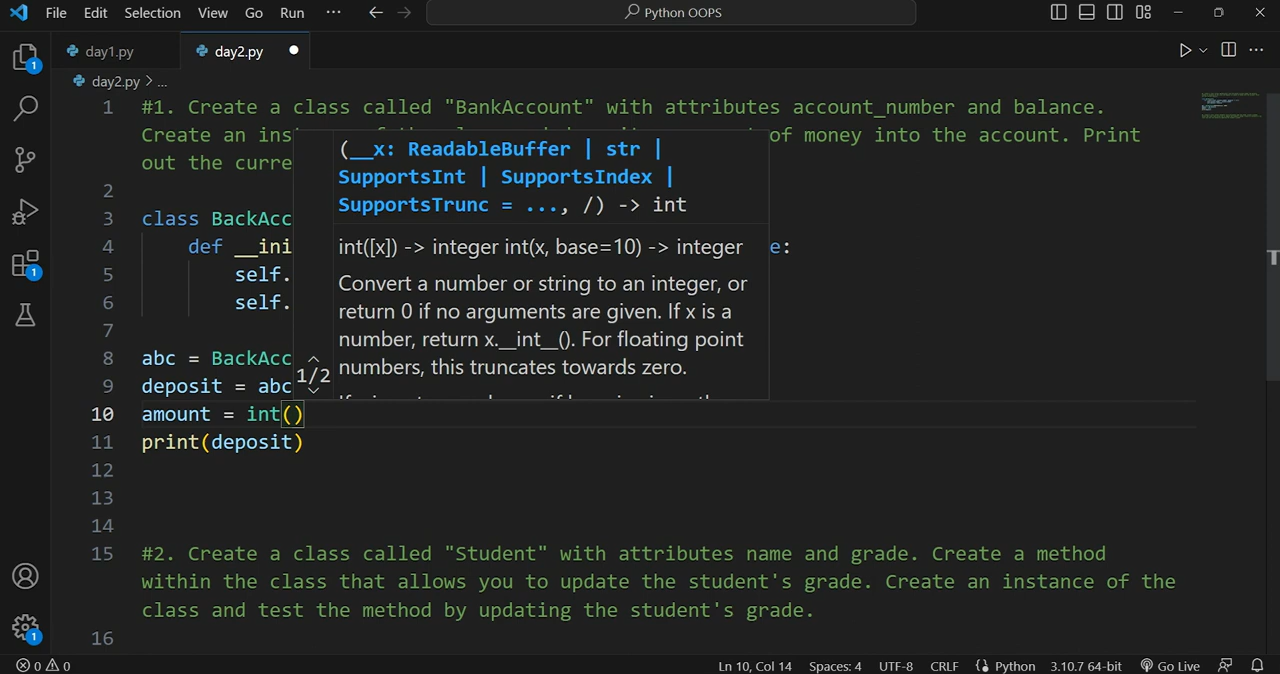 File Edit Selection View Go Run ··· Python OOPS
day1.py day2.py
1
day2.py > ...
1 #1. Create a class called "BankAccount" with attributes account_number and balance.
Create an ins of money into the account. Print
out the curre
2
3 class BackAcc
4 def __ini e:
5 self.
6 self.
7
8 abc = BackAcc
9 deposit = abc
10 amount = int()
11 print(deposit)
12
13
14
15 #2. Create a class called "Student" with attributes name and grade. Create a method
within the class that allows you to update the student's grade. Create an instance of the
class and test the method by updating the student's grade.
16
(__x: ReadableBuffer | str |
SupportsInt | SupportsIndex |
SupportsTrunc = ..., /) -> int
int([x]) -> integer int(x, base=10) -> integer
Convert a number or string to an integer, or
return 0 if no arguments are given. If x is a
number, return x.__int__(). For floating point
numbers, this truncates towards zero.
1/2
1
1
0 0 Ln 10, Col 14 Spaces: 4 UTF-8 CRLF Python 3.10.7 64-bit Go Live